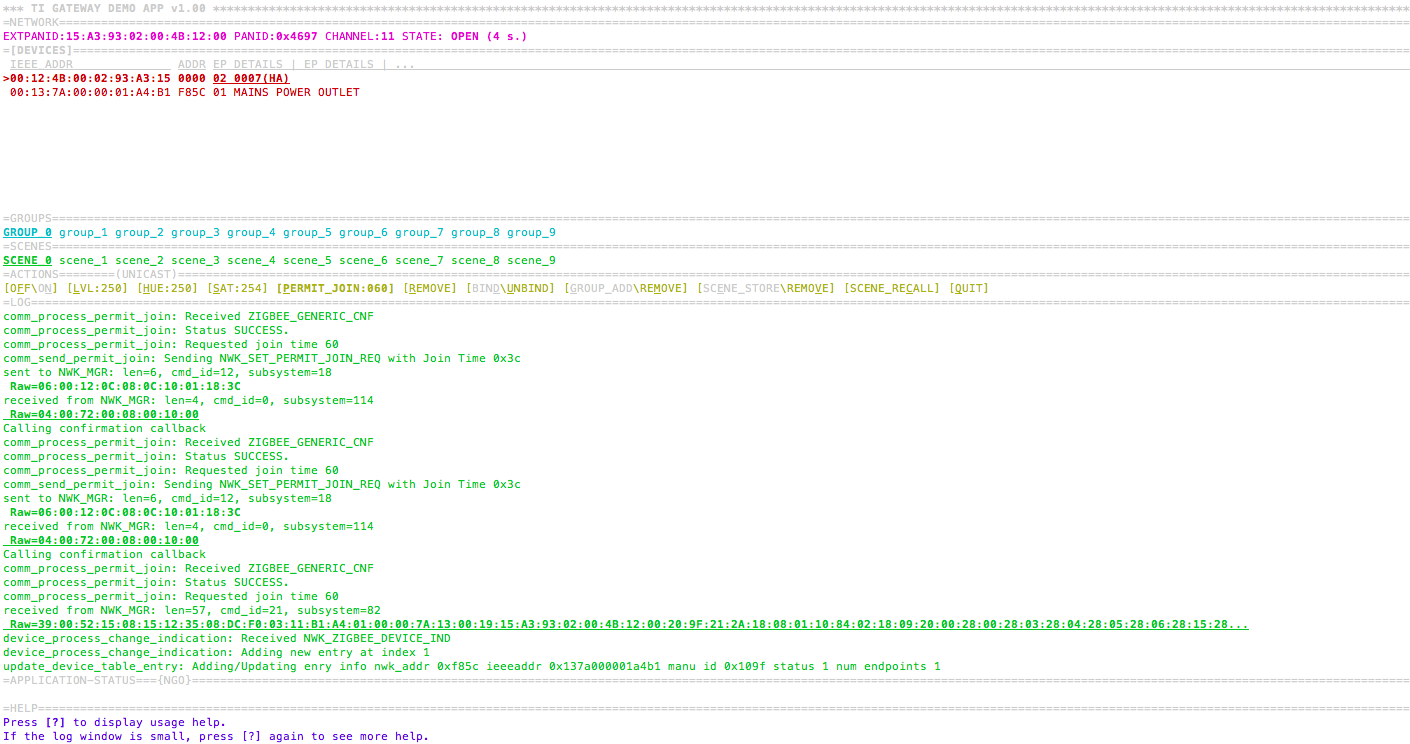 *** TI GATEWAY DEMO APP v1.00 ***************************************************************************************************************************************************************************
=NETWORK=================================================================================================================================================================================================
EXTPANID:15:A3:93:02:00:4B:12:00 PANID:0x4697 CHANNEL:11 STATE: OPEN (4 s.)
=[DEVICES]===============================================================================================================================================================================================
IEEE ADDR______________ ADDR EP DETAILS | EP DETAILS | ...
>00:12:4B:00:02:93:A3:15 0000 02 0007(HA)
00:13:7A:00:00:01:A4:B1 F85C 01 MAINS POWER OUTLET
=GROUPS==================================================================================================================================================================================================
GROUP 0 group_1 group_2 group_3 group_4 group_5 group_6 group_7 group_8 group_9
=SCENES==================================================================================================================================================================================================
SCENE 0 scene_1 scene_2 scene_3 scene_4 scene_5 scene_6 scene_7 scene_8 scene_9
=ACTIONS========(UNICAST)================================================================================================================================================================================
[OFF\ON] [LVL:250] [HUE:250] [SAT:254] [PERMIT_JOIN:060] [REMOVE] [BIND\UNBIND] [GROUP_ADD\REMOVE] [SCENE_STORE\REMOVE] [SCENE_RECALL] [QUIT]
=LOG=====================================================================================================================================================================================================
comm_process_permit_join: Received ZIGBEE_GENERIC_CNF
comm_process_permit_join: Status SUCCESS.
comm_process_permit_join: Requested join time 60
comm_send_permit_join: Sending NWK_SET_PERMIT_JOIN_REQ with Join Time 0x3c
sent to NWK_MGR: len=6, cmd_id=12, subsystem=18
Raw=06:00:12:0C:08:0C:10:01:18:3C
received from NWK_MGR: len=4, cmd_id=0, subsystem=114
Raw=04:00:72:00:08:00:10:00
Calling confirmation callback
comm_process_permit_join: Received ZIGBEE_GENERIC_CNF
comm_process_permit_join: Status SUCCESS.
comm_process_permit_join: Requested join time 60
comm_send_permit_join: Sending NWK_SET_PERMIT_JOIN_REQ with Join Time 0x3c
sent to NWK_MGR: len=6, cmd_id=12, subsystem=18
Raw=06:00:12:0C:08:0C:10:01:18:3C
received from NWK_MGR: len=4, cmd_id=0, subsystem=114
Raw=04:00:72:00:08:00:10:00
Calling confirmation callback
comm_process_permit_join: Received ZIGBEE_GENERIC_CNF
comm_process_permit_join: Status SUCCESS.
comm_process_permit_join: Requested join time 60
received from NWK_MGR: len=57, cmd_id=21, subsystem=82
Raw=39:00:52:15:08:15:12:35:08:DC:F0:03:11:B1:A4:01:00:00:7A:13:00:19:15:A3:93:02:00:4B:12:00:20:9F:21:2A:18:08:01:10:84:02:18:09:20:00:28:00:28:03:28:04:28:05:28:06:28:15:28...
device_process_change_indication: Received NWK_ZIGBEE_DEVICE_IND
device_process_change_indication: Adding new entry at index 1
update_device_table_entry: Adding/Updating enry info nwk_addr 0xf85c ieeeaddr 0x137a000001a4b1 manu id 0x109f status 1 num endpoints 1
=APPLICATION-STATUS==={NGO}==============================================================================================================================================================================
=HELP====================================================================================================================================================================================================
Press [?] to display usage help.
If the log window is small, press [?] again to see more help.